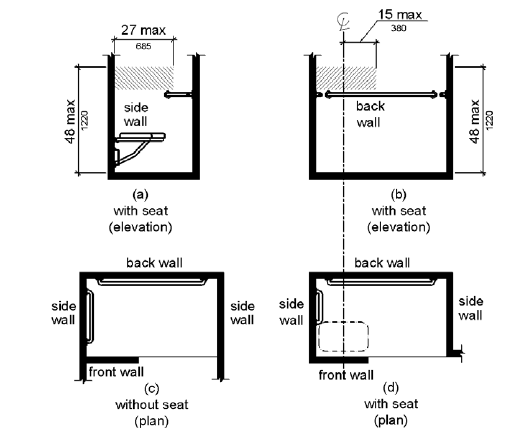 27 max
685
48 max
1220
side
wall
(a)
with seat
(elevation)
CL
15 max
380
back
wall
48 max
1220
(b)
with seat
(elevation)
back wall
side
wall
side
wall
front wall
(c)
without seat
(plan)
back wall
side
wall
side
wall
front wall
(d)
with seat
(plan)